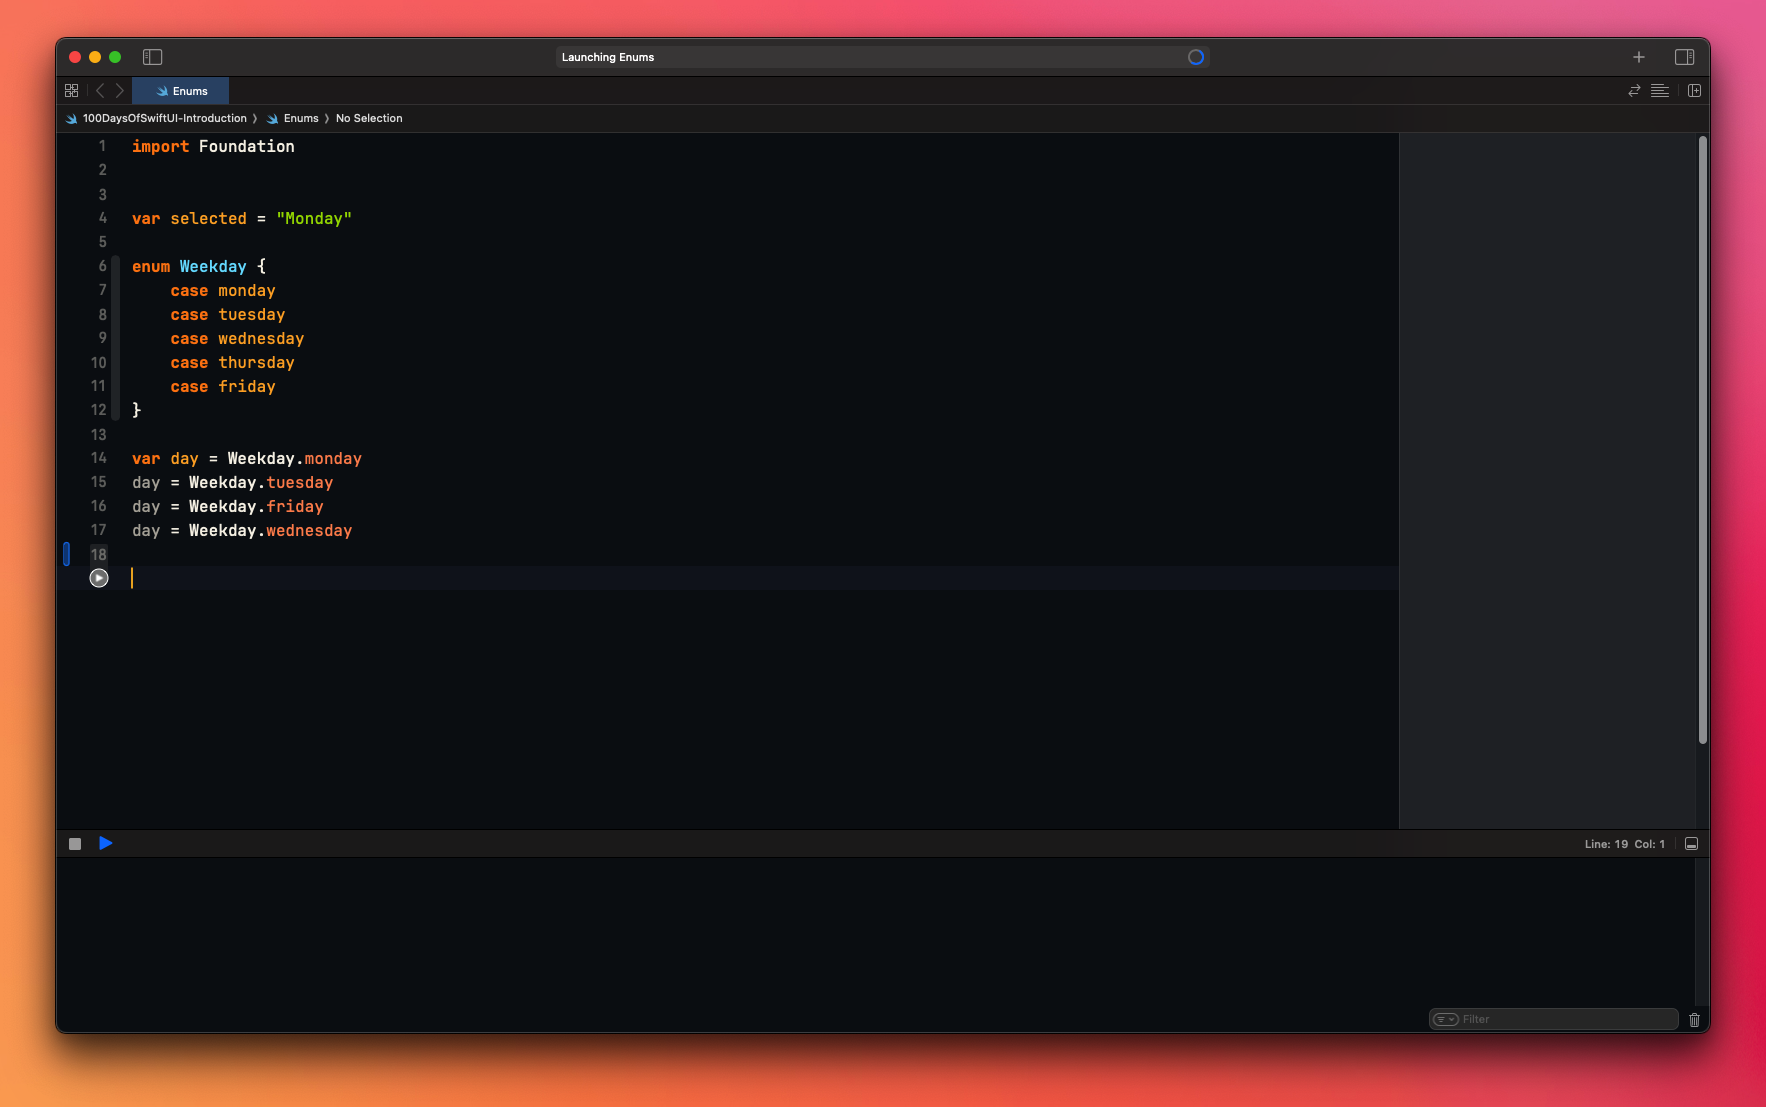 Launching Enums
Enums
100DaysOfSwiftUI-Introduction 〉 Enums 〉 No Selection
1 import Foundation
2
3
4 var selected = "Monday"
5
6 enum Weekday {
7 case monday
8 case tuesday
9 case wednesday
10 case thursday
11 case friday
12 }
13
14 var day = Weekday.monday
15 day = Weekday.tuesday
16 day = Weekday.friday
17 day = Weekday.wednesday
18
Line: 19 Col: 1
Filter